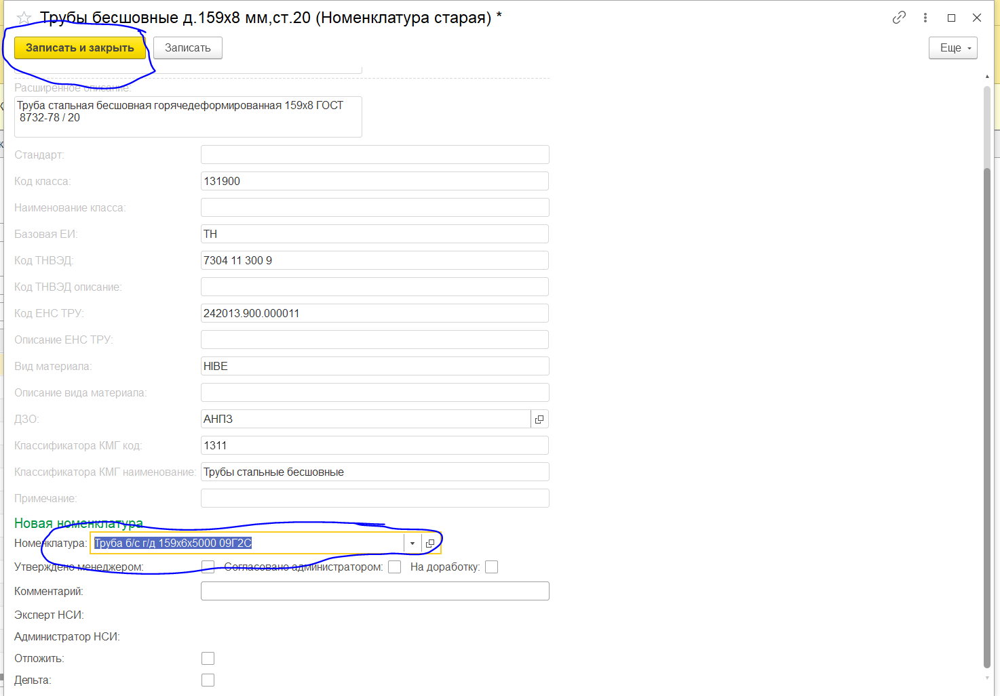 Трубы бесшовные д.159х8 мм,ст.20 (Номенклатура старая) *
Записать и закрыть
Записать
Еще
Расширенное описание:
Труба стальная бесшовная горячедеформированная 159х8 ГОСТ
8732-78 / 20
Стандарт:
Код класса: 131900
Наименование класса:
Базовая ЕИ: ТН
Код ТНВЭД: 7304 11 300 9
Код ТНВЭД описание:
Код ЕНС ТРУ: 242013.900.000011
Описание ЕНС ТРУ:
Вид материала: HIBE
Описание вида материала:
ДЗО: АНПЗ
Классификатора КМГ код: 1311
Классификатора КМГ наименование: Трубы стальные бесшовные
Примечание:
Новая номенклатура
Номенклатура: Труба б/с г/д 159х6х5000 09Г2С
Утверждено менеджером: Согласовано администратором: На доработку:
Комментарий:
Эксперт НСИ:
Администратор НСИ:
Отложить:
Дельта: